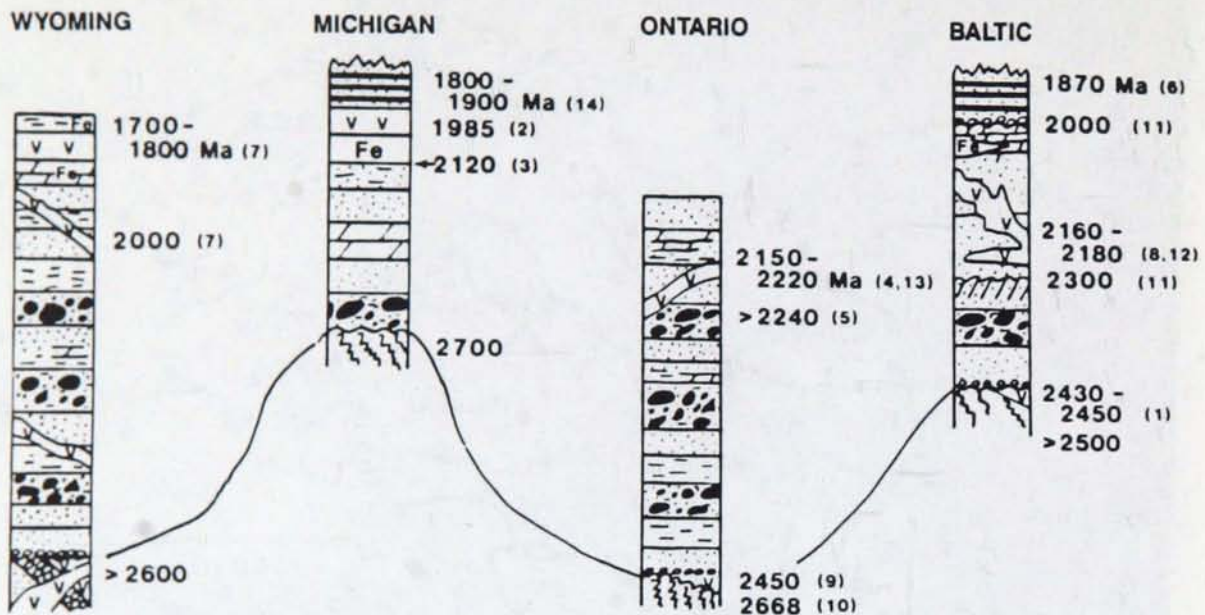 WYOMING
Fe 1700-
1800 Ma (7)
Fe
2000 (7)
> 2600
MICHIGAN
1800 -
1900 Ma (14)
1985 (2)
Fe
2120 (3)
2700
ONTARIO
2150-
2220 Ma (4,13)
> 2240 (5)
2450 (9)
2668 (10)
BALTIC
1870 Ma (6)
2000 (11)
Fe
2160 -
2180 (8,12)
2300 (11)
2430 -
2450 (1)
> 2500